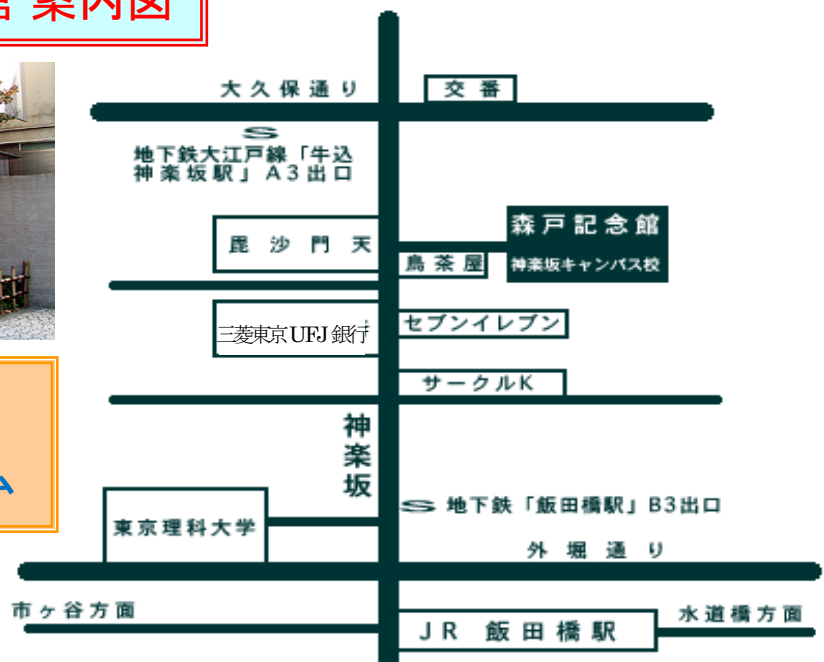 案内図
大久保通り
交番
地下鉄大江戸線「牛込
神楽坂駅」A3出口
森戸記念館
神楽坂キャンパス校
毘沙門天
鳥茶屋
三菱東京UFJ銀行
セブンイレブン
サークルK
神楽坂
地下鉄「飯田橋駅」B3出口
東京理科大学
外堀通り
市ヶ谷方面
JR 飯田橋駅
水道橋方面